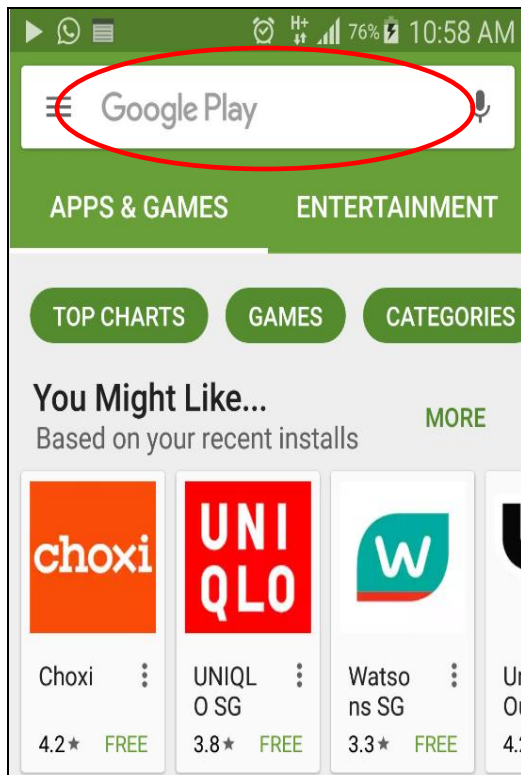 H+ 76% 10:58 AM
Google Play
APPS & GAMES ENTERTAINMENT
TOP CHARTS GAMES CATEGORIES
You Might Like...
Based on your recent installs
MORE
choxi
UNI
QLO
W
Choxi
4.2★ FREE
UNIQL
O SG
3.8★ FREE
Watso
ns SG
3.3★ FREE
4.2